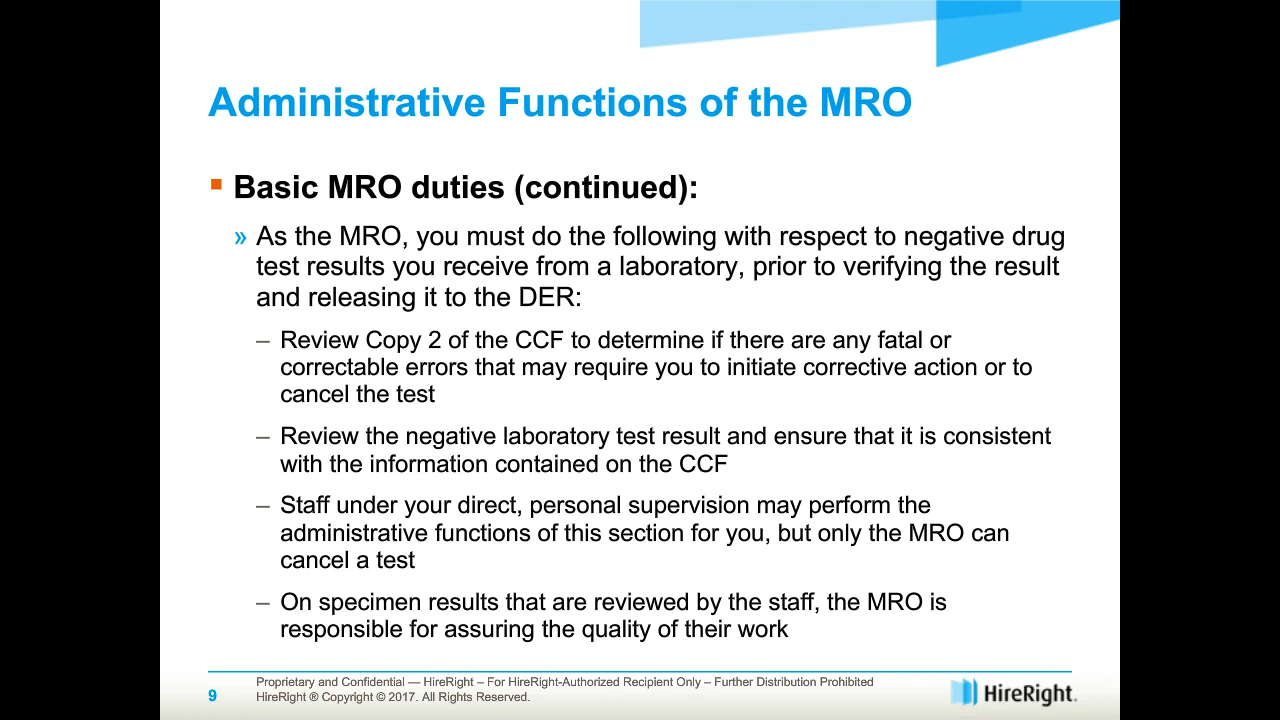 Administrative Functions of the MRO
▪ Basic MRO duties (continued):
» As the MRO, you must do the following with respect to negative drug
test results you receive from a laboratory, prior to verifying the result
and releasing it to the DER:
– Review Copy 2 of the CCF to determine if there are any fatal or
correctable errors that may require you to initiate corrective action or to
cancel the test
– Review the negative laboratory test result and ensure that it is consistent
with the information contained on the CCF
– Staff under your direct, personal supervision may perform the
administrative functions of this section for you, but only the MRO can
cancel a test
– On specimen results that are reviewed by the staff, the MRO is
responsible for assuring the quality of their work
9
Proprietary and Confidential — HireRight – For HireRight-Authorized Recipient Only – Further Distribution Prohibited
HireRight ® Copyright © 2017. All Rights Reserved.
HireRight.